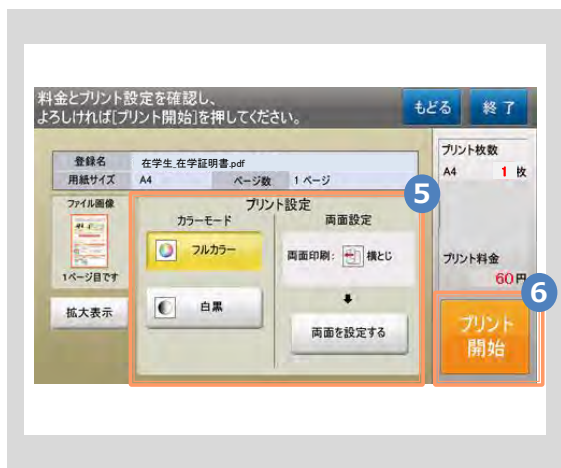 料金とプリント設定を確認し、
よろしければ[プリント開始]を押してください。
もどる
終了
登録名 在学生_在学証明書.pdf
用紙サイズ A4 ページ数 1 ページ
プリント枚数
A4 1 枚
プリント料金
60円
ファイル画像
1ページ目です
拡大表示
5
プリント設定
カラーモード
フルカラー
白黒
両面設定
両面印刷: 横とじ
両面を設定する
6
プリント
開始